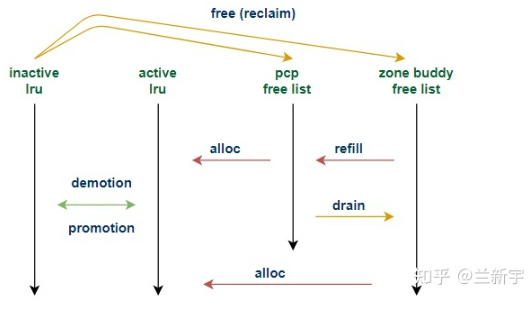 free (reclaim)
inactive
lru
active
lru
pcp
free list
zone buddy
free list
alloc
refill
demotion
promotion
drain
alloc
知乎 @兰新宇